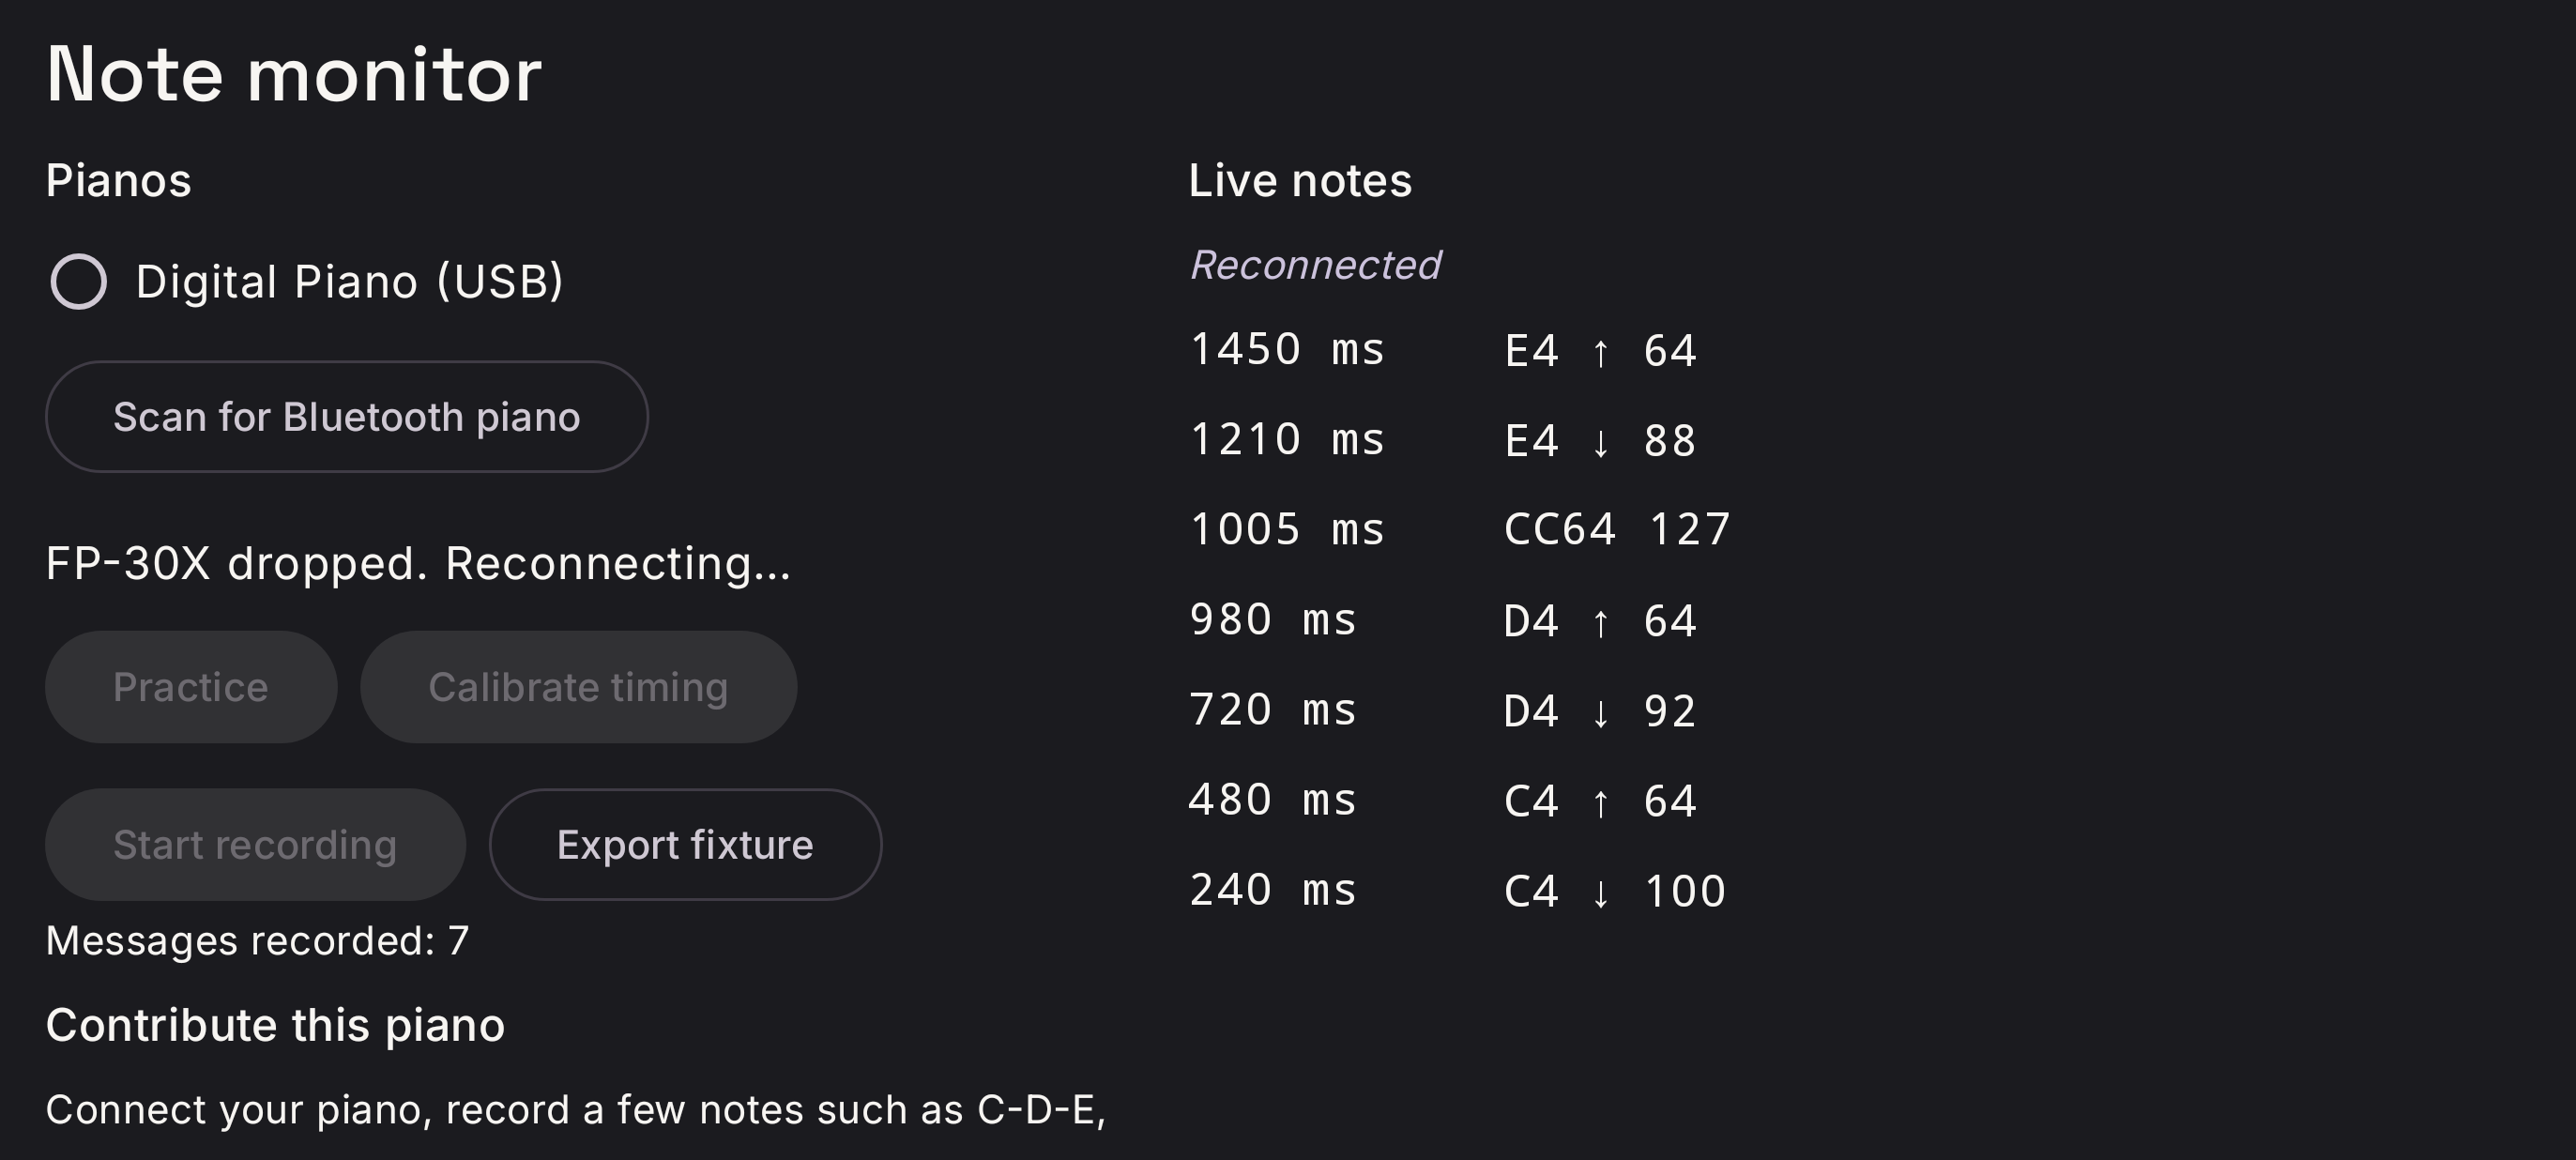 Note monitor
Pianos
Digital Piano (USB)
Scan for Bluetooth piano
FP-30X dropped. Reconnecting...
Practice
Calibrate timing
Start recording
Export fixture
Messages recorded: 7
Contribute this piano
Connect your piano, record a few notes such as C-D-E,
Live notes
Reconnected
1450 ms E4 ↑ 64
1210 ms E4 ↓ 88
1005 ms CC64 127
980 ms D4 ↑ 64
720 ms D4 ↓ 92
480 ms C4 ↑ 64
240 ms C4 ↓ 100